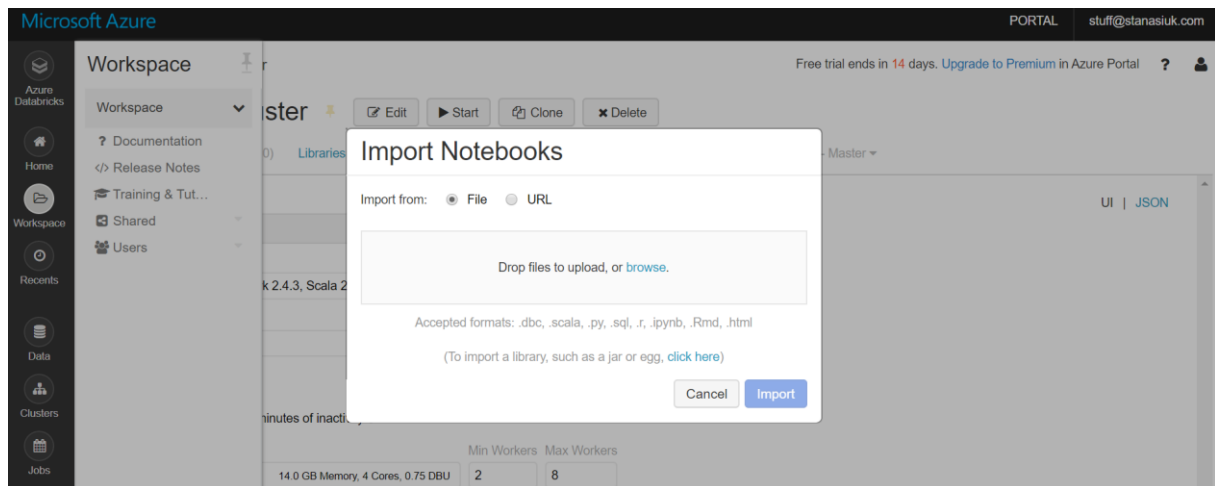 Microsoft Azure
PORTAL
stuff@stanasiuk.com
Azure
Databricks
Home
Workspace
Recents
Data
Clusters
Jobs
Workspace
Workspace
? Documentation
</> Release Notes
Training & Tut...
Shared
Users
r
Free trial ends in 14 days. Upgrade to Premium in Azure Portal ?
uster Edit Start Clone Delete
0) Libraries
- Master
UI | JSON
k 2.4.3, Scala 2
Import Notebooks
Import from: File URL
Drop files to upload, or browse.
Accepted formats: .dbc, .scala, .py, .sql, .r, .ipynb, .Rmd, .html
(To import a library, such as a jar or egg, click here)
Cancel Import
minutes of inacti
Min Workers Max Workers
14.0 GB Memory, 4 Cores, 0.75 DBU 2 8